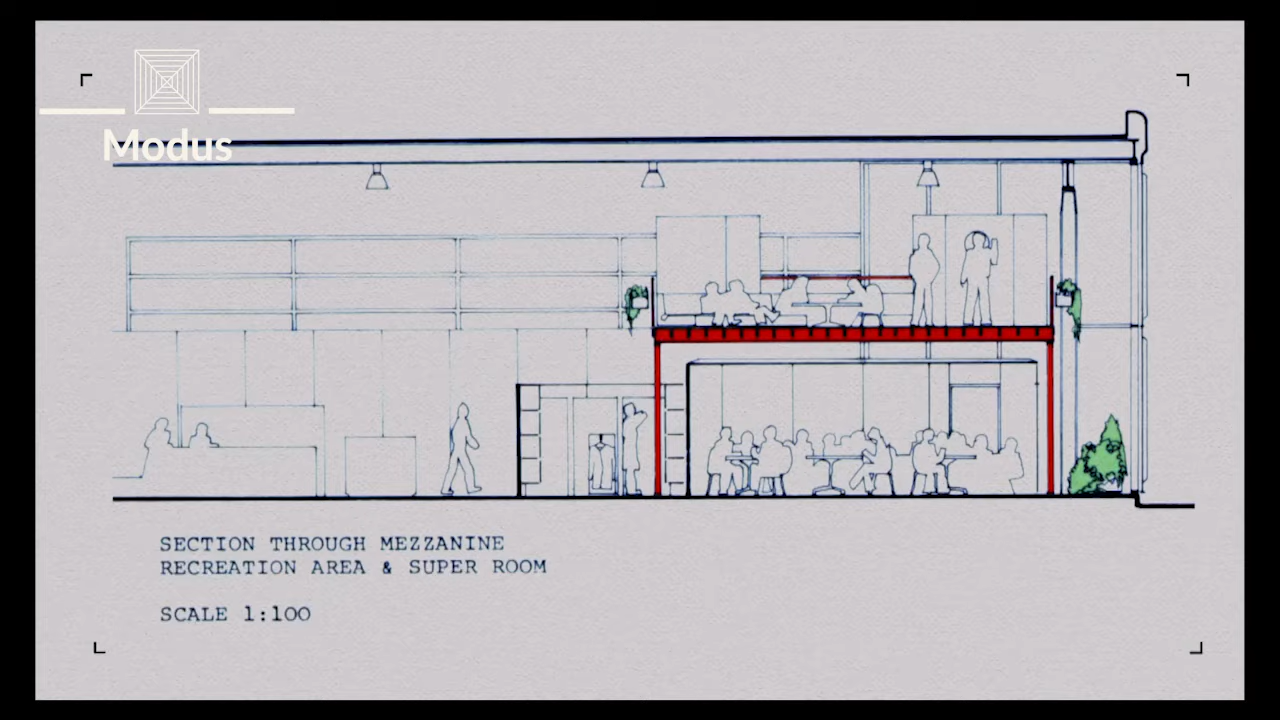 Modus
SECTION THROUGH MEZZANINE
RECREATION AREA & SUPER ROOM
SCALE 1:100